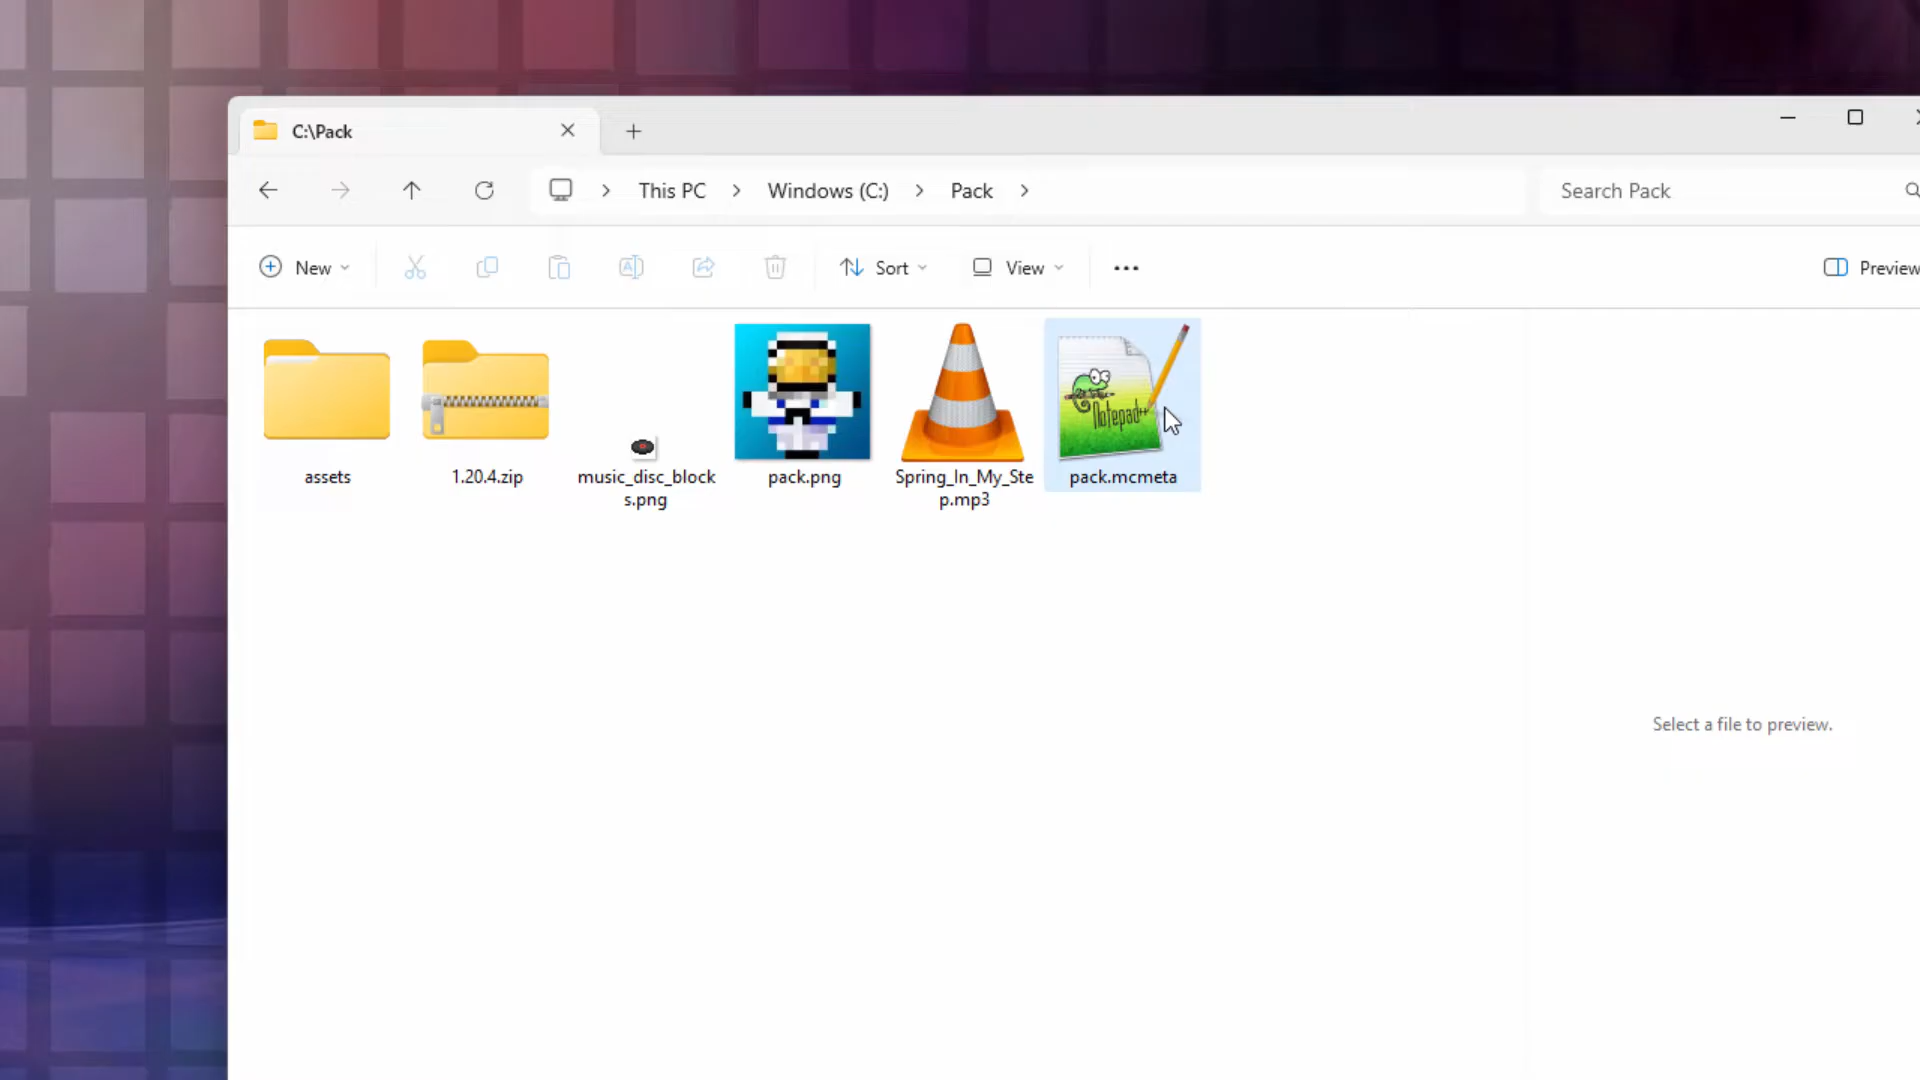 C:\Pack
This PC
Windows (C:)
Pack
Search Pack
New
Sort
View
Preview
Notepad++
assets
1.20.4.zip
music_disc_block
s.png
pack.png
Spring_In_My_Ste
p.mp3
pack.mcmeta
Select a file to preview.